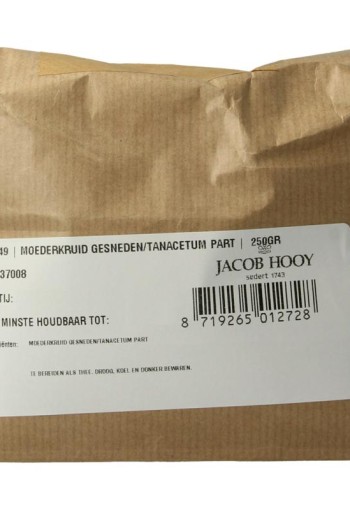 49 | MOEDERKRUID GESNEDEN/TANACETUM PART | 250GR
37008
JACOB HOOY
sedert 1743
TIJ:
MINSTE HOUDBAAR TOT:
8 719265 012728
iënten: MOEDERKRUID GESNEDEN/TANACETUM PART
TE BEREIDEN ALS THEE. DROOG, KOEL EN DONKER BEWAREN.